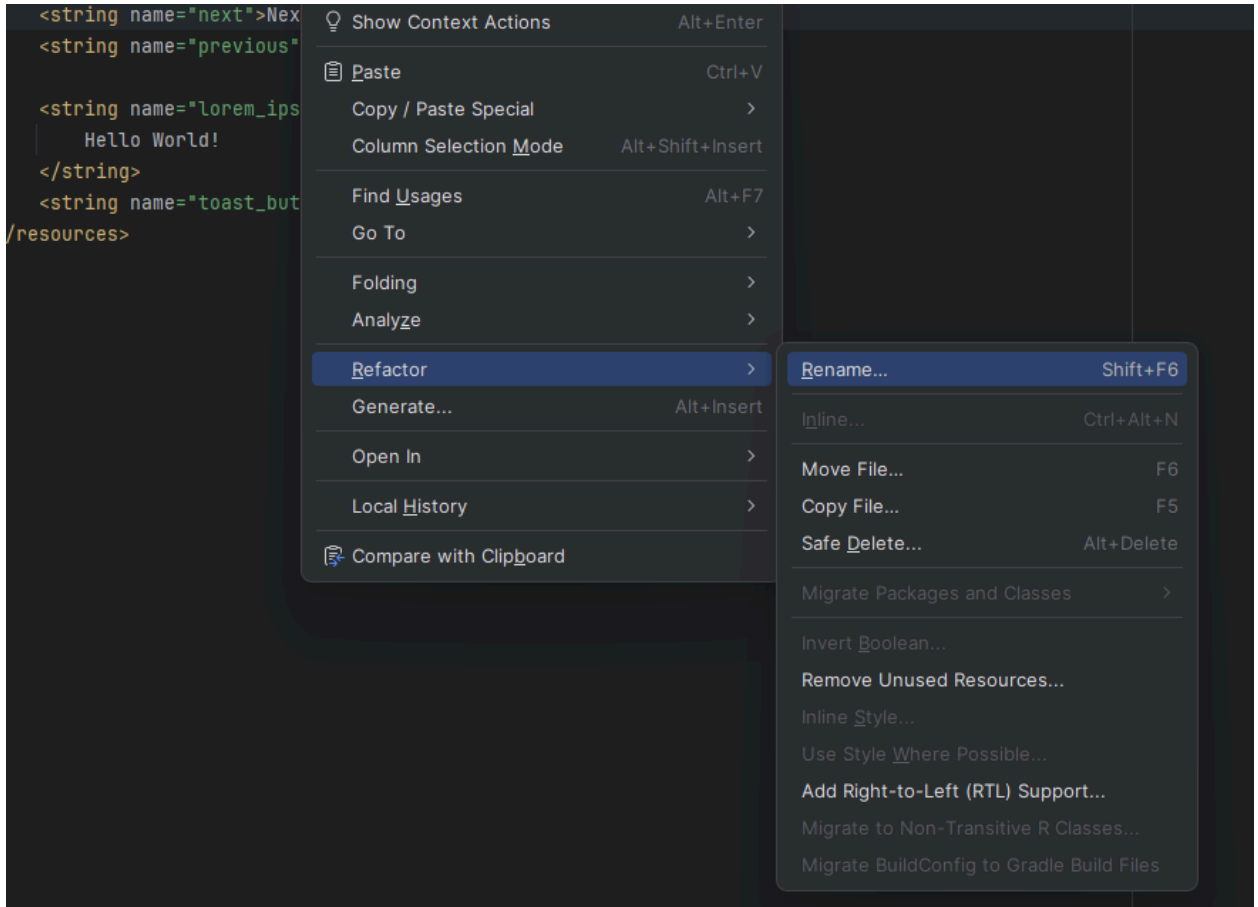 <string name="next">Nex
<string name="previous"
<string name="lorem_ips
Hello World!
</string>
<string name="toast_but
/resources>
Show Context Actions Alt+Enter
Paste Ctrl+V
Copy / Paste Special
Column Selection Mode Alt+Shift+Insert
Find Usages Alt+F7
Go To
Folding
Analyze
Refactor
Generate... Alt+Insert
Open In
Local History
Compare with Clipboard
Rename... Shift+F6
Inline... Ctrl+Alt+N
Move File... F6
Copy File... F5
Safe Delete... Alt+Delete
Migrate Packages and Classes
Invert Boolean...
Remove Unused Resources...
Inline Style...
Use Style Where Possible...
Add Right-to-Left (RTL) Support...
Migrate to Non-Transitive R Classes...
Migrate BuildConfig to Gradle Build Files